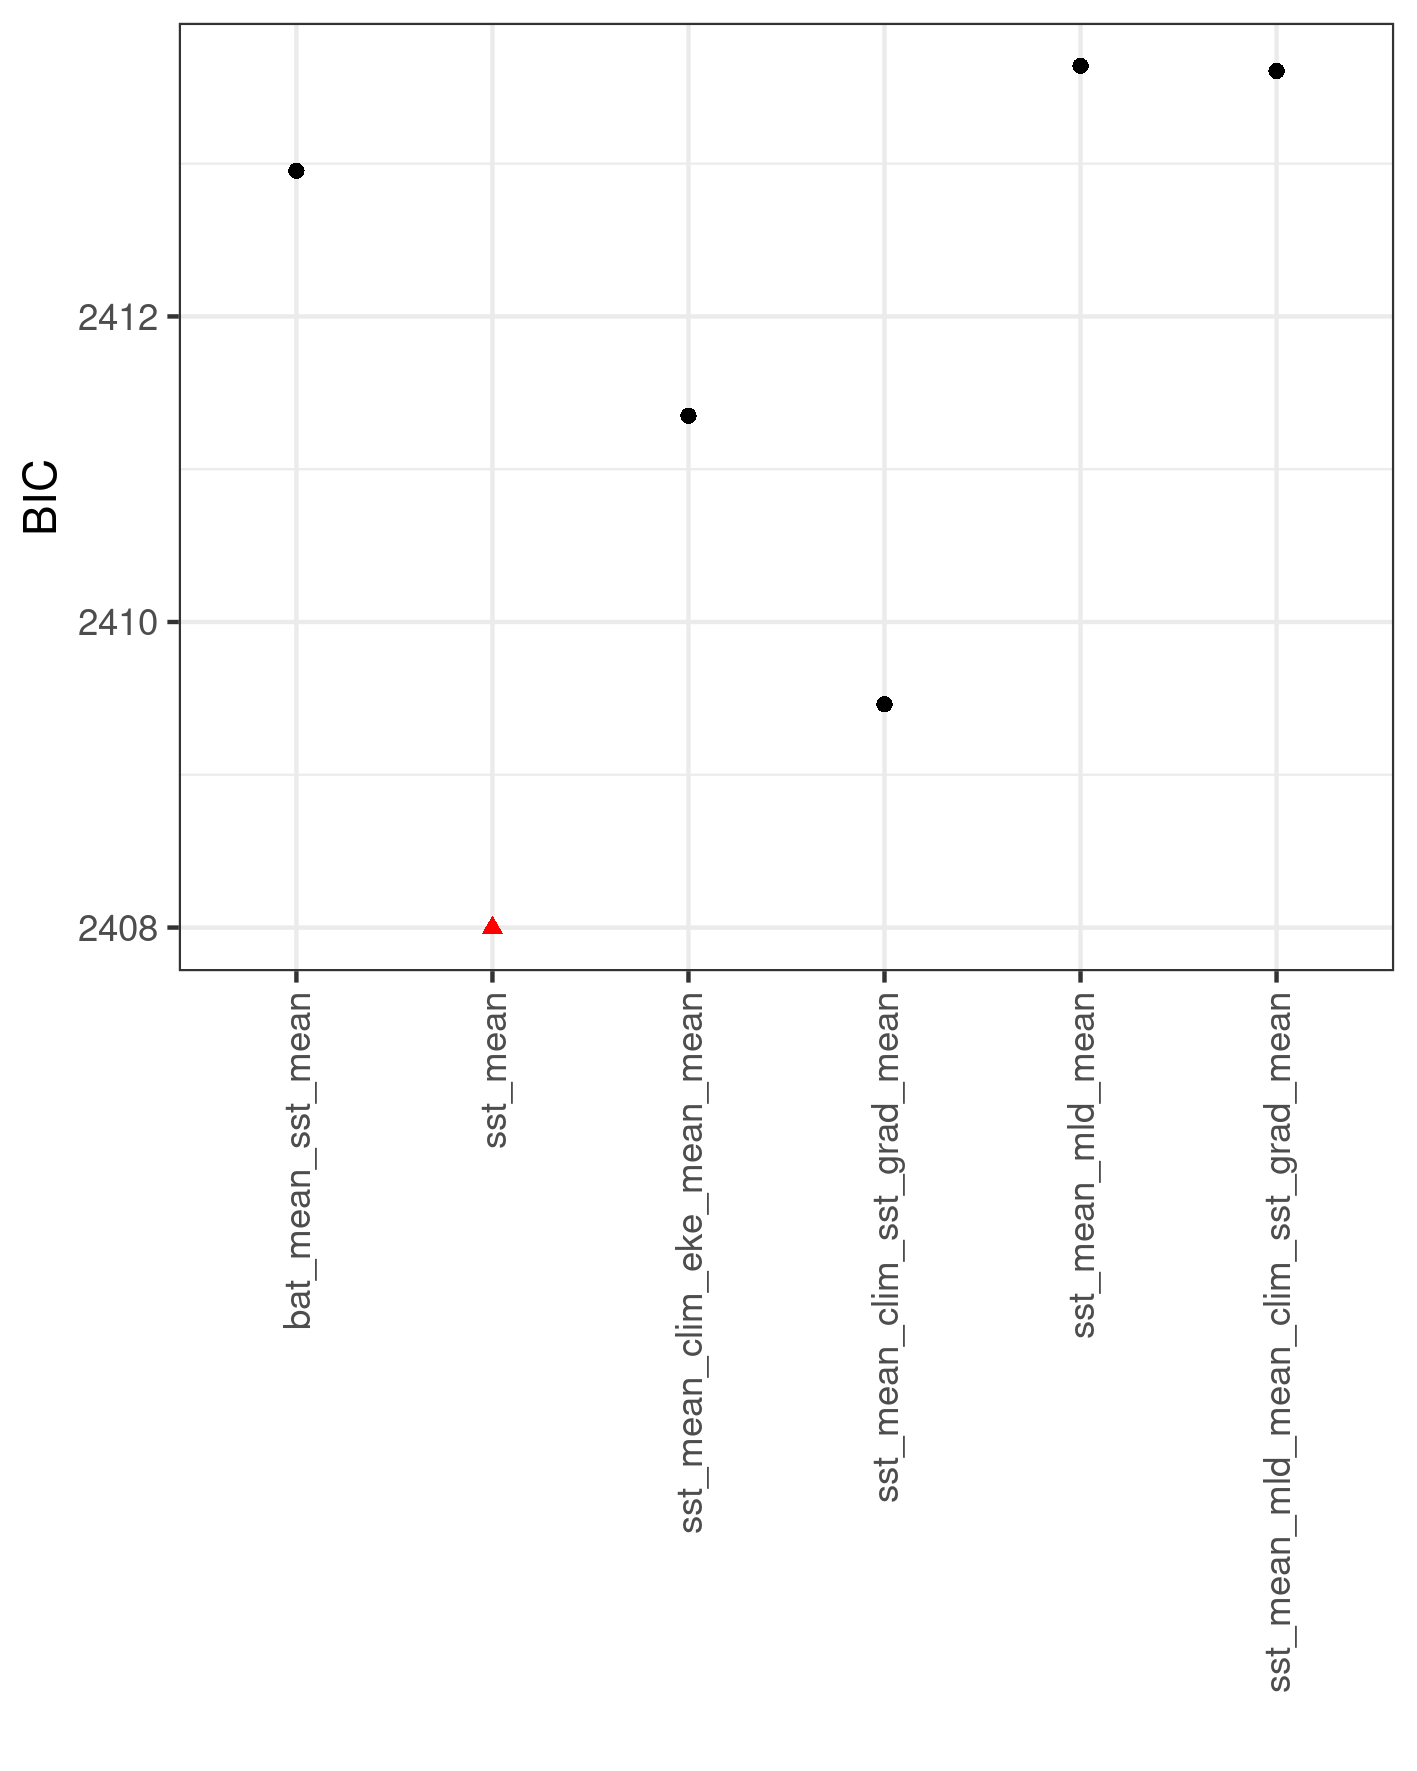 BIC
2412
2410
2408
bat_mean_sst_mean
sst_mean
sst_mean_clim_eke_mean_mean
sst_mean_clim_sst_grad_mean
sst_mean_mld_mean
sst_mean_mld_mean_clim_sst_grad_mean